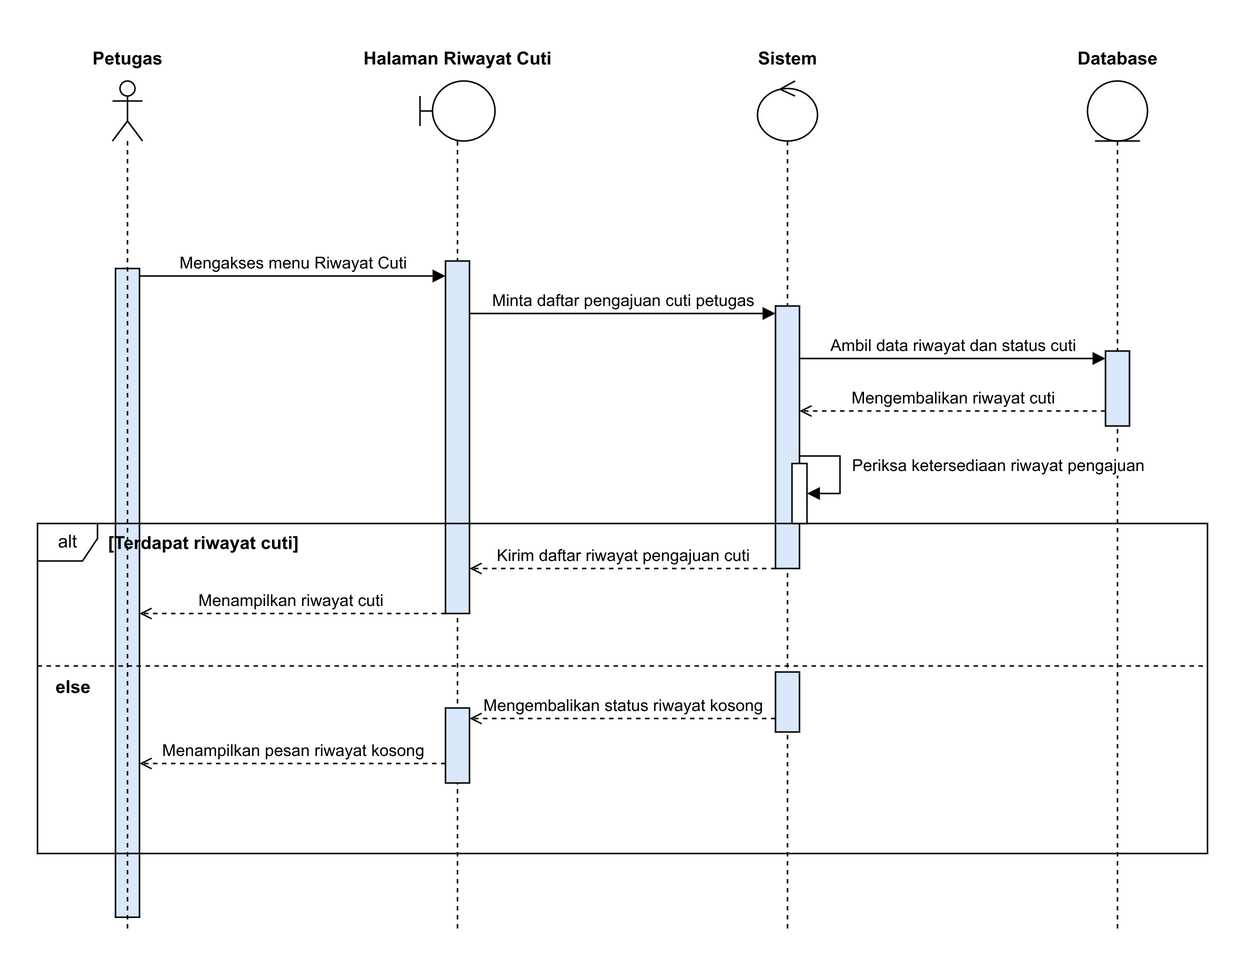 Petugas
Halaman Riwayat Cuti
Sistem
Database
Mengakses menu Riwayat Cuti
Minta daftar pengajuan cuti petugas
Ambil data riwayat dan status cuti
Mengembalikan riwayat cuti
Periksa ketersediaan riwayat pengajuan
alt
[Terdapat riwayat cuti]
Kirim daftar riwayat pengajuan cuti
Menampilkan riwayat cuti
else
Mengembalikan status riwayat kosong
Menampilkan pesan riwayat kosong